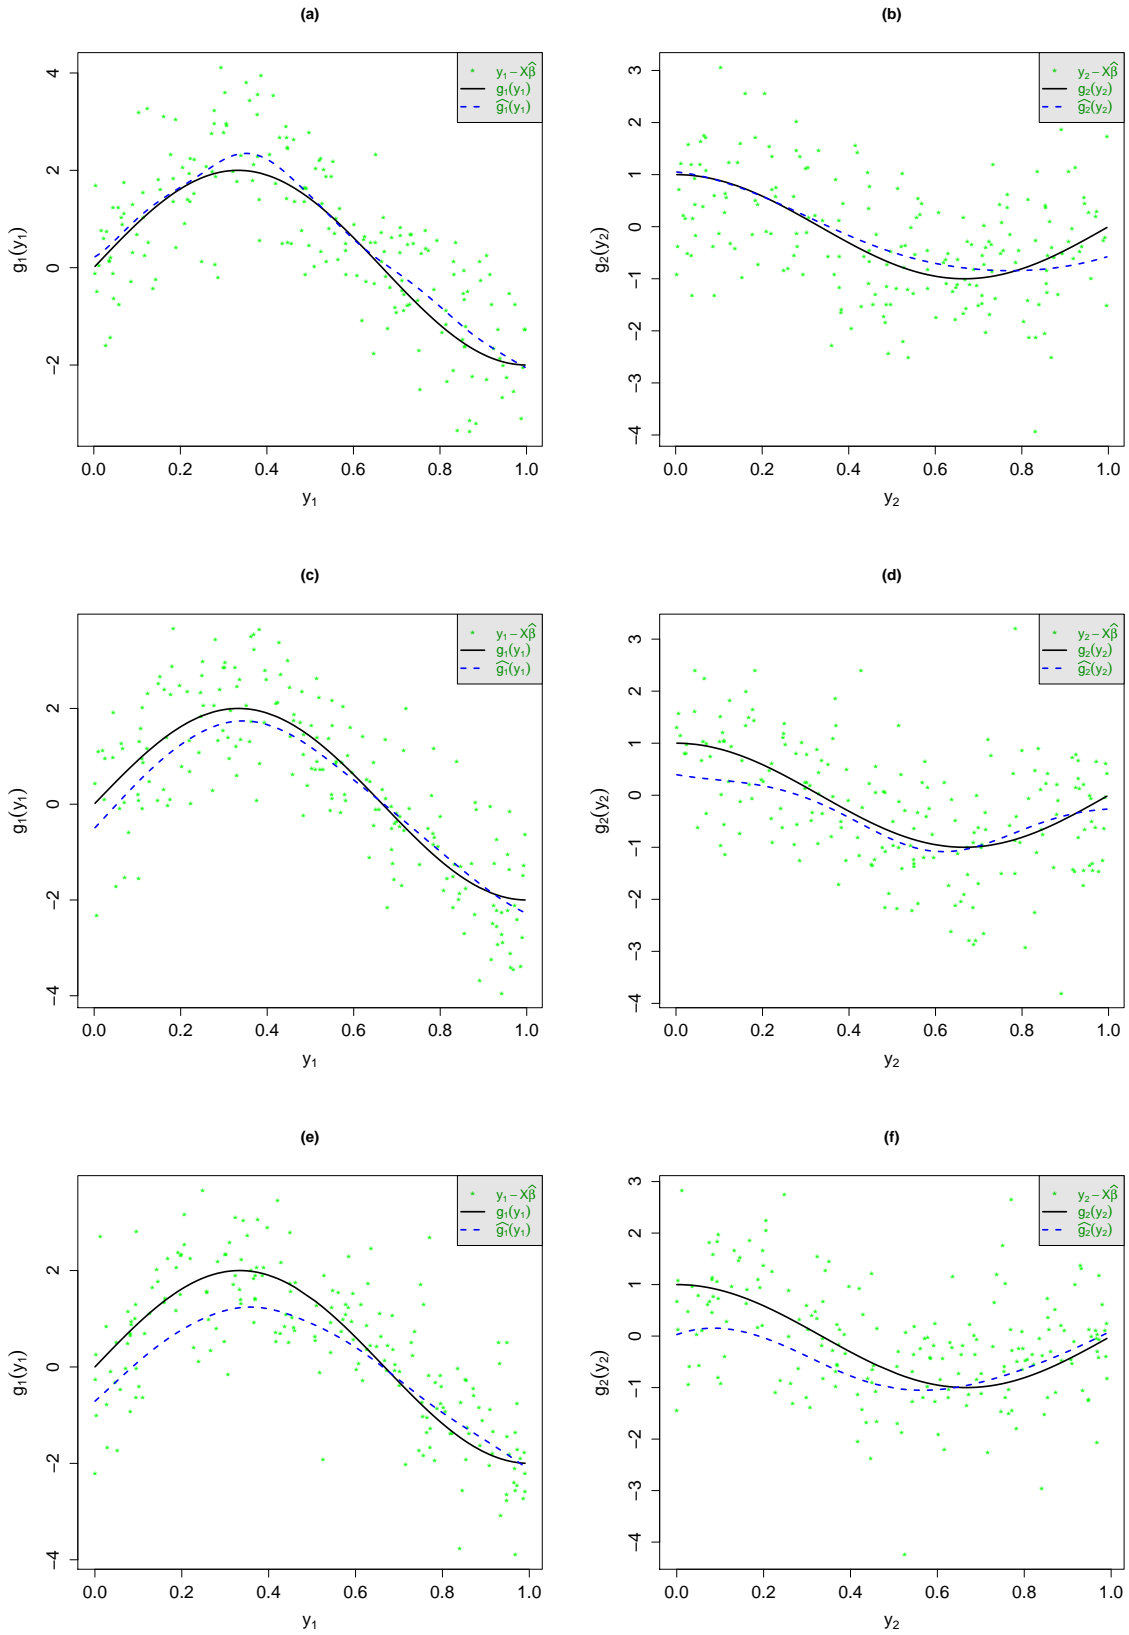 (a)
y₁ − Xβ̂
g₁(y₁)
ĝ₁(y₁)
4
2
0
−2
g₁(y₁)
0.0 0.2 0.4 0.6 0.8 1.0
y₁
(b)
y₂ − Xβ̂
g₂(y₂)
ĝ₂(y₂)
3
2
1
0
−1
−2
−3
−4
g₂(y₂)
0.0 0.2 0.4 0.6 0.8 1.0
y₂
(c)
y₁ − Xβ̂
g₁(y₁)
ĝ₁(y₁)
2
0
−2
−4
g₁(y₁)
0.0 0.2 0.4 0.6 0.8 1.0
y₁
(d)
y₂ − Xβ̂
g₂(y₂)
ĝ₂(y₂)
3
2
1
0
−1
−2
−3
−4
g₂(y₂)
0.0 0.2 0.4 0.6 0.8 1.0
y₂
(e)
y₁ − Xβ̂
g₁(y₁)
ĝ₁(y₁)
2
0
−2
−4
g₁(y₁)
0.0 0.2 0.4 0.6 0.8 1.0
y₁
(f)
y₂ − Xβ̂
g₂(y₂)
ĝ₂(y₂)
3
2
1
0
−1
−2
−3
−4
g₂(y₂)
0.0 0.2 0.4 0.6 0.8 1.0
y₂